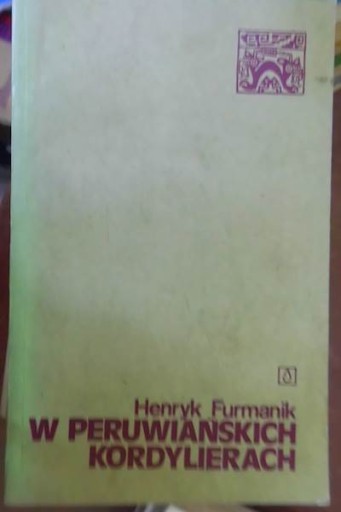 Henryk Furmanik
W PERUWIAŃSKICH
KORDYLIERACH